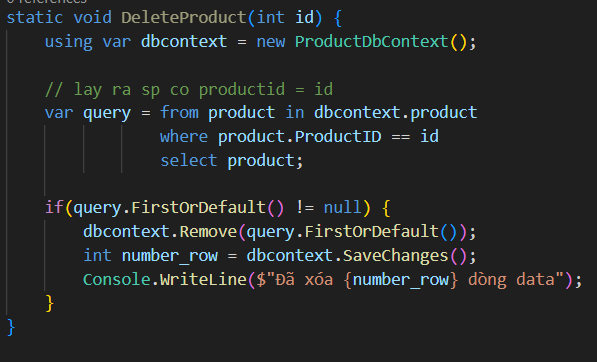 0 references
static void DeleteProduct(int id) {
using var dbcontext = new ProductDbContext();
// lay ra sp co productid = id
var query = from product in dbcontext.product
where product.ProductID == id
select product;
if(query.FirstOrDefault() != null) {
dbcontext.Remove(query.FirstOrDefault());
int number_row = dbcontext.SaveChanges();
Console.WriteLine($"Đã xóa {number_row} dòng data");
}
}